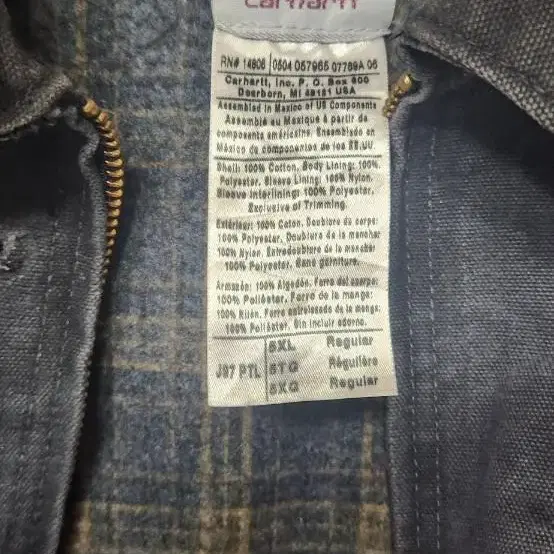 Carhartt
RN# 14806 0504 057965 07789A 06
Carhartt, Inc. P. O. Box 600
Dearborn, MI 48121 USA
Assembled in Mexico of US Components
Assemblé au Mexique à partir de
composants américains. Ensamblado en
México de componentes de los EE.UU.
Shell: 100% Cotton. Body Lining: 100%
Polyester. Sleeve Lining: 100% Nylon.
Sleeve Interlining: 100% Polyester.
Exclusive of Trimming.
Extérieur: 100% Coton. Doublure du corps:
100% Polyester. Doublure de la manche:
100% Nylon. Entredoublure de la manche:
100% Polyester. Sans garniture.
Armazón: 100% Algodón. Forro del cuerpo:
100% Poliéster. Forro de la manga:
100% Nilón. Forro entrelazado de la manga:
100% Poliéster. Sin incluir adorno.
J97 PTL
Regular
Régulière
Regular